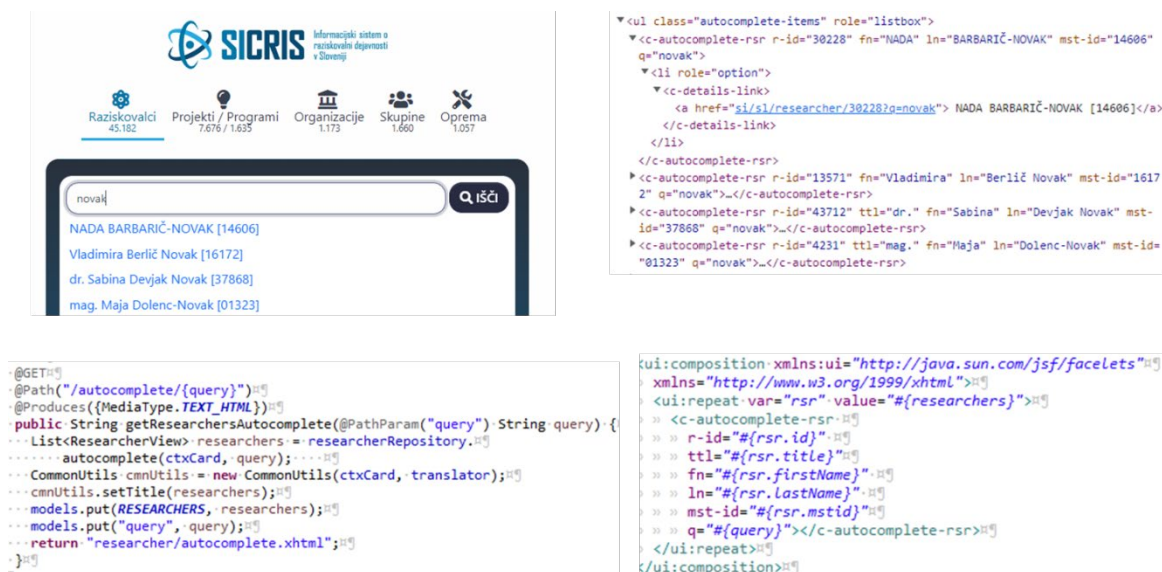 SICRIS
Informacijski sistem o
raziskovalni dejavnosti
v Sloveniji
Raziskovalci
45.182
Projekti / Programi
7.676 / 1.635
Organizacije
1.173
Skupine
1.660
Oprema
1.057
novak
IŠČI
NADA BARBARIČ-NOVAK [14606]
Vladimira Berlič Novak [16172]
dr. Sabina Devjak Novak [37868]
mag. Maja Dolenc-Novak [01323]
▼<ul class="autocomplete-items" role="listbox">
▼<c-autocomplete-rsr r-id="30228" fn="NADA" ln="BARBARIČ-NOVAK" mst-id="14606"
q="novak">
▼<li role="option">
▼<c-details-link>
<a href="si/sl/researcher/30228?q=novak"> NADA BARBARIČ-NOVAK [14606]</a>
</c-details-link>
</li>
</c-autocomplete-rsr>
▶<c-autocomplete-rsr r-id="13571" fn="Vladimira" ln="Berlič Novak" mst-id="1617
2" q="novak">…</c-autocomplete-rsr>
▶<c-autocomplete-rsr r-id="43712" ttl="dr." fn="Sabina" ln="Devjak Novak" mst-
id="37868" q="novak">…</c-autocomplete-rsr>
▶<c-autocomplete-rsr r-id="4231" ttl="mag." fn="Maja" ln="Dolenc-Novak" mst-id=
"01323" q="novak">…</c-autocomplete-rsr>
@GET
@Path("/autocomplete/{query}")
@Produces({MediaType.TEXT_HTML})
public String getResearchersAutocomplete(@PathParam("query") String query) {
List<ResearcherView> researchers = researcherRepository.
autocomplete(ctxCard, query);
CommonUtils cmnUtils = new CommonUtils(ctxCard, translator);
cmnUtils.setTitle(researchers);
models.put(RESEARCHERS, researchers);
models.put("query", query);
return "researcher/autocomplete.xhtml";
}
<ui:composition xmlns:ui="http://java.sun.com/jsf/facelets"
xmlns="http://www.w3.org/1999/xhtml">
<ui:repeat var="rsr" value="#{researchers}">
<c-autocomplete-rsr
r-id="#{rsr.id}"
ttl="#{rsr.title}"
fn="#{rsr.firstName}"
ln="#{rsr.lastName}"
mst-id="#{rsr.mstid}"
q="#{query}"></c-autocomplete-rsr>
</ui:repeat>
</ui:composition>